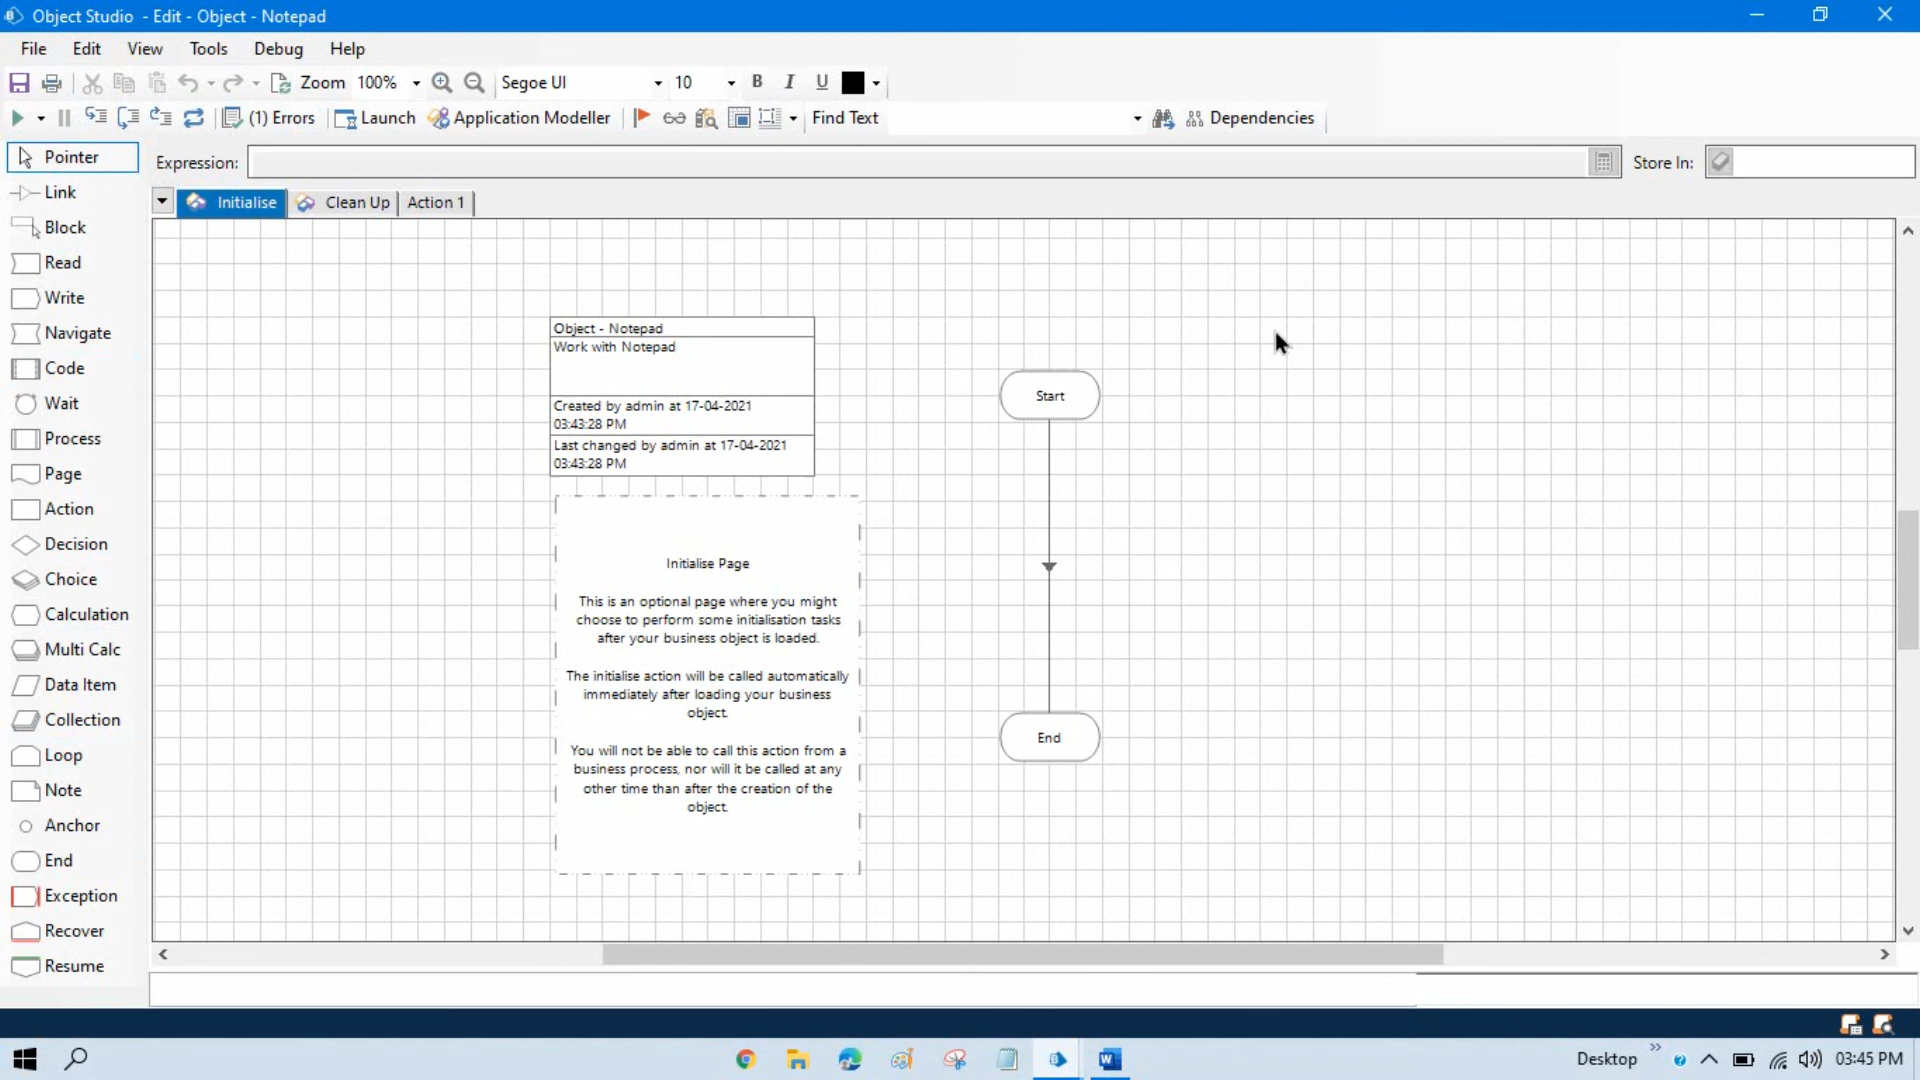 Object Studio - Edit - Object - Notepad
File Edit View Tools Debug Help
Zoom 100% Segoe UI 10 B I U
(1) Errors Launch Application Modeller Find Text Dependencies
Pointer
Expression: Store In:
Link
Initialise Clean Up Action 1
Block
Read
Write
Navigate
Code
Wait
Process
Page
Action
Decision
Choice
Calculation
Multi Calc
Data Item
Collection
Loop
Note
Anchor
End
Exception
Recover
Resume
Object - Notepad
Work with Notepad
Created by admin at 17-04-2021
03:43:28 PM
Last changed by admin at 17-04-2021
03:43:28 PM
Initialise Page
This is an optional page where you might
choose to perform some initialisation tasks
after your business object is loaded.
The initialise action will be called automatically
immediately after loading your business
object.
You will not be able to call this action from a
business process, nor will it be called at any
other time than after the creation of the
object.
Start
End
Desktop 03:45 PM